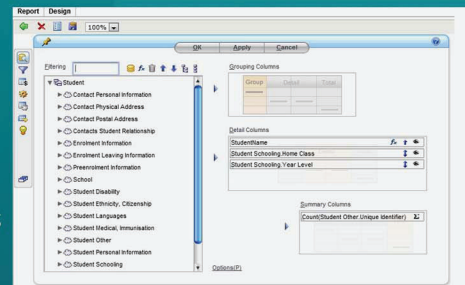 Report Design
100%
OK Apply Cancel
Filtering
Grouping Columns
Group Detail Total
Student
Contact Personal Information
Contact Physical Address
Contact Postal Address
Contacts Student Relationship
Enrolment Information
Enrolment Leaving Information
Preenrolment Information
School
Student Disability
Student Ethnicity, Citizenship
Student Languages
Student Medical, Immunisation
Student Other
Student Personal Information
Student Schooling
Detail Columns
StudentName
Student Schooling.Home Class
Student Schooling.Year Level
Summary Columns
Count(Student Other.Unique Identifier)
Options(P)